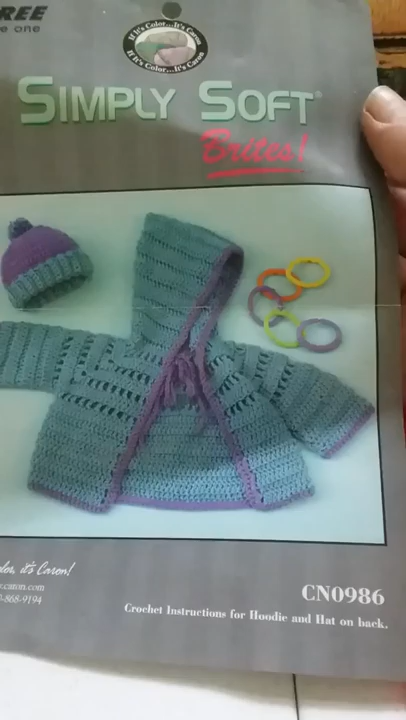 REE
e one
If It's Color...It's Caron
If It's Color...It's Caron
SIMPLY SOFT®
Brites!
olor, it's Caron!
.caron.com
0-868-9194
CN0986
Crochet Instructions for Hoodie and Hat on back.